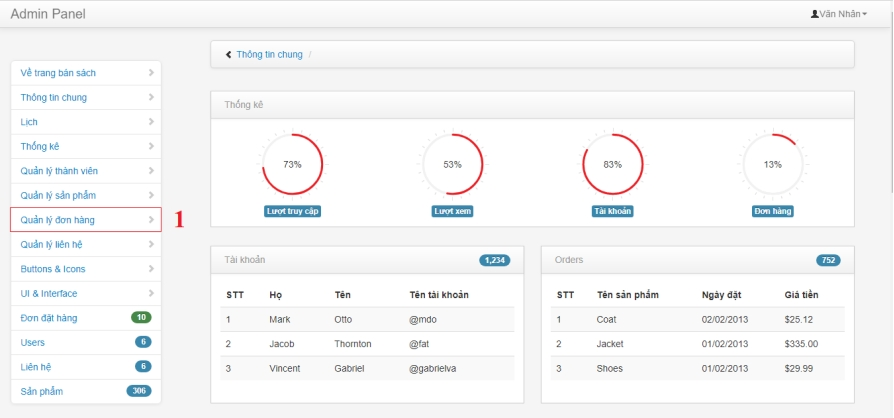 Admin Panel
Văn Nhân
Thông tin chung /
Về trang bán sách
Thông tin chung
Lịch
Thống kê
Quản lý thành viên
Quản lý sản phẩm
Quản lý đơn hàng
1
Quản lý liên hệ
Buttons & Icons
UI & Interface
Đơn đặt hàng 10
Users 6
Liên hệ 6
Sản phẩm 306
Thống kê
73% 53% 83% 13%
Lượt truy cập Lượt xem Tài khoản Đơn hàng
Tài khoản 1,234
STT Họ Tên Tên tài khoản
1 Mark Otto @mdo
2 Jacob Thornton @fat
3 Vincent Gabriel @gabrielva
Orders 752
STT Tên sản phẩm Ngày đặt Giá tiền
1 Coat 02/02/2013 $25.12
2 Jacket 01/02/2013 $335.00
3 Shoes 01/02/2013 $29.99